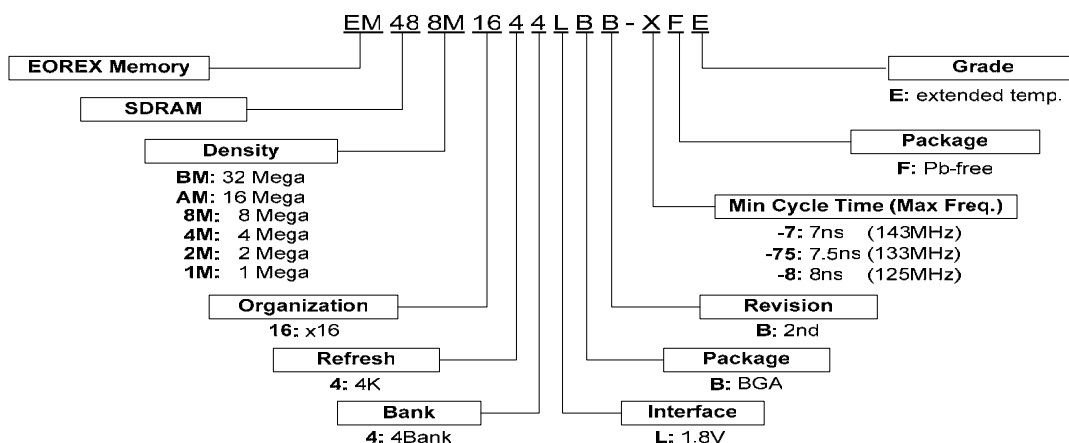 EM 48 8M 16 4 4 L B B - X F E
EOREX Memory
Grade
E: extended temp.
SDRAM
Package
F: Pb-free
Density
BM: 32 Mega
AM: 16 Mega
8M: 8 Mega
4M: 4 Mega
2M: 2 Mega
1M: 1 Mega
Min Cycle Time (Max Freq.)
-7: 7ns (143MHz)
-75: 7.5ns (133MHz)
-8: 8ns (125MHz)
Organization
16: x16
Revision
B: 2nd
Refresh
4: 4K
Package
B: BGA
Bank
4: 4Bank
Interface
L: 1.8V